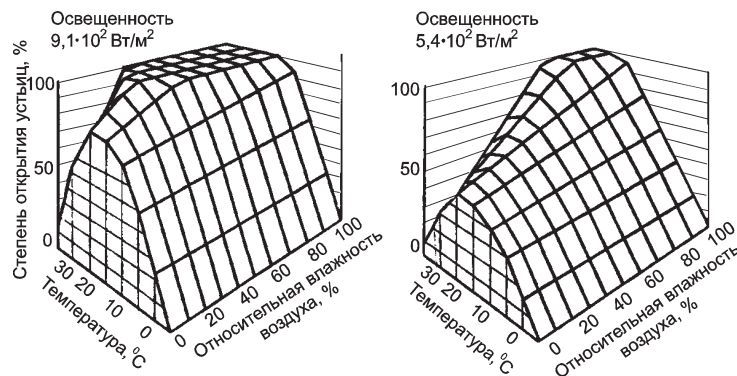 Освещенность
9,1·10² Вт/м²
Степень открытия устьиц, %
100
50
0
30
20
10
0
Температура, ⁰С
0
20
40
60
80
100
Относительная влажность
воздуха, %
Освещенность
5,4·10² Вт/м²
100
50
0
30
20
10
0
Температура, ⁰С
0
20
40
60
80
100
Относительная влажность
воздуха, %